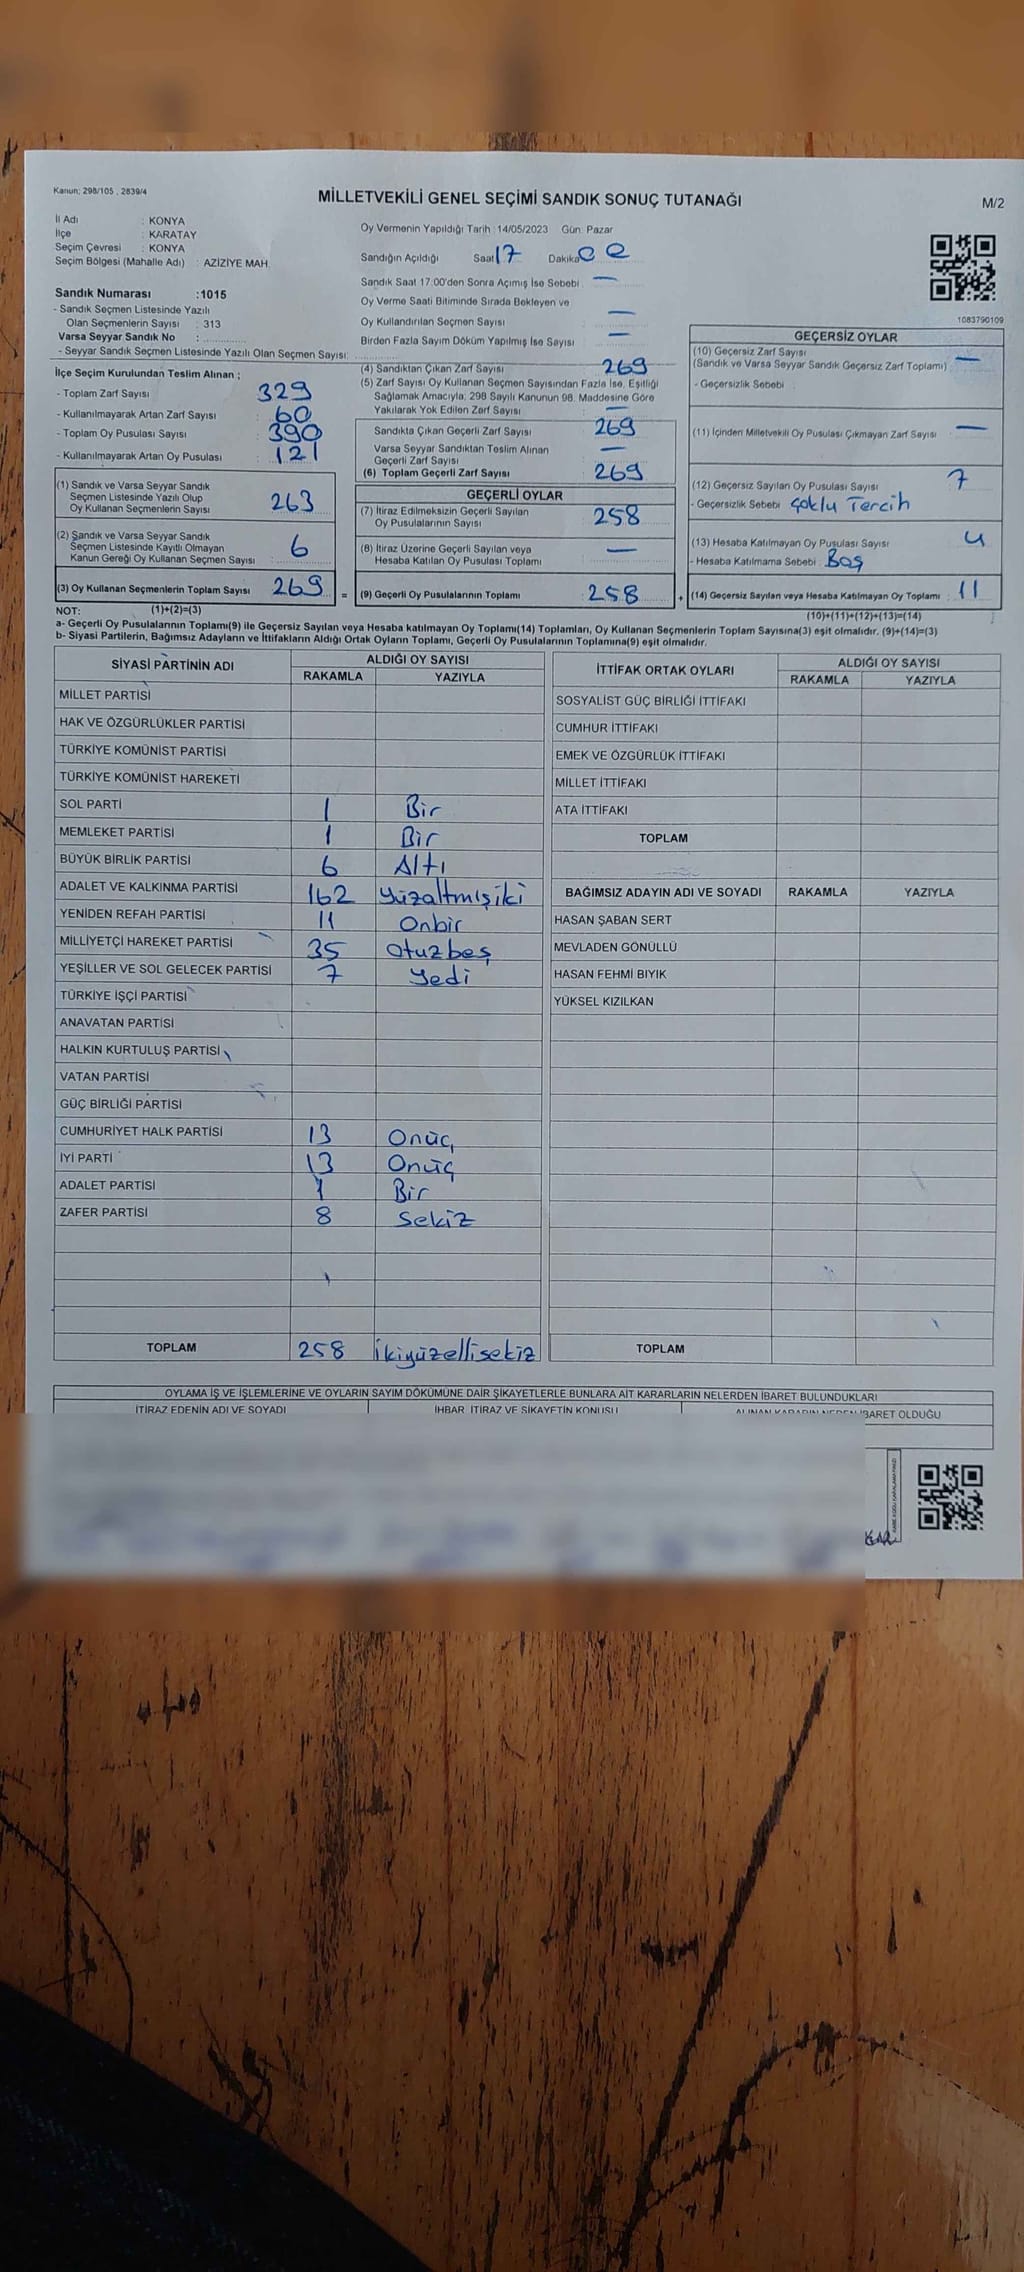 Kanun; 298/105 , 2839/4
MİLLETVEKİLİ GENEL SEÇİMİ SANDIK SONUÇ TUTANAĞI
M/2
İl Adı : KONYA
İlçe : KARATAY
Seçim Çevresi : KONYA
Seçim Bölgesi (Mahalle Adı) : AZİZİYE MAH.
Sandık Numarası :1015
- Sandık Seçmen Listesinde Yazılı
Olan Seçmenlerin Sayısı : 313
Varsa Seyyar Sandık No :
- Seyyar Sandık Seçmen Listesinde Yazılı Olan Seçmen Sayısı:
İlçe Seçim Kurulundan Teslim Alınan ;
- Toplam Zarf Sayısı : 329
- Kullanılmayarak Artan Zarf Sayısı : 60
- Toplam Oy Pusulası Sayısı : 390
- Kullanılmayarak Artan Oy Pusulası : 121
(1) Sandık ve Varsa Seyyar Sandık
Seçmen Listesinde Yazılı Olup
Oy Kullanan Seçmenlerin Sayısı : 263
(2) Sandık ve Varsa Seyyar Sandık
Seçmen Listesinde Kayıtlı Olmayan
Kanun Gereği Oy Kullanan Seçmen Sayısı : 6
(3) Oy Kullanan Seçmenlerin Toplam Sayısı : 269
(1)+(2)=(3)
Oy Vermenin Yapıldığı Tarih : 14/05/2023 Gün: Pazar
Sandığın Açıldığı Saat 17 Dakika 00
Sandık Saat 17:00'den Sonra Açımış İse Sebebi : —
Oy Verme Saati Bitiminde Sırada Bekleyen ve
Oy Kullandırılan Seçmen Sayısı : —
Birden Fazla Sayım Döküm Yapılmış İse Sayısı : —
(4) Sandıktan Çıkan Zarf Sayısı : 269
(5) Zarf Sayısı Oy Kullanan Seçmen Sayısından Fazla İse, Eşitliği
Sağlamak Amacıyla; 298 Sayılı Kanunun 98. Maddesine Göre
Yakılarak Yok Edilen Zarf Sayısı : —
Sandıkta Çıkan Geçerli Zarf Sayısı : 269
Varsa Seyyar Sandıktan Teslim Alınan
Geçerli Zarf Sayısı : —
(6) Toplam Geçerli Zarf Sayısı : 269
GEÇERLİ OYLAR
(7) İtiraz Edilmeksizin Geçerli Sayılan
Oy Pusulalarının Sayısı : 258
(8) İtiraz Üzerine Geçerli Sayılan veya
Hesaba Katılan Oy Pusulası Toplamı : —
= (9) Geçerli Oy Pusulalarının Toplamı : 258
1083790109
GEÇERSİZ OYLAR
(10) Geçersiz Zarf Sayısı : —
(Sandık ve Varsa Seyyar Sandık Geçersiz Zarf Toplamı)
- Geçersizlik Sebebi :
(11) İçinden Milletvekili Oy Pusulası Çıkmayan Zarf Sayısı : —
(12) Geçersiz Sayılan Oy Pusulası Sayısı : 7
- Geçersizlik Sebebi Çoklu Tercih
(13) Hesaba Katılmayan Oy Pusulası Sayısı : 4
- Hesaba Katılmama Sebebi : Boş
+ (14) Geçersiz Sayılan veya Hesaba Katılmayan Oy Toplamı : 11
(10)+(11)+(12)+(13)=(14)
NOT:
a- Geçerli Oy Pusulalarının Toplamı(9) ile Geçersiz Sayılan veya Hesaba katılmayan Oy Toplamı(14) Toplamları, Oy Kullanan Seçmenlerin Toplam Sayısına(3) eşit olmalıdır. (9)+(14)=(3)
b- Siyasi Partilerin, Bağımsız Adayların ve İttifakların Aldığı Ortak Oyların Toplamı, Geçerli Oy Pusulalarının Toplamına(9) eşit olmalıdır.
SİYASİ PARTİNİN ADI ALDIĞI OY SAYISI
RAKAMLA YAZIYLA
MİLLET PARTİSİ
HAK VE ÖZGÜRLÜKLER PARTİSİ
TÜRKİYE KOMÜNİST PARTİSİ
TÜRKİYE KOMÜNİST HAREKETİ
SOL PARTİ 1 Bir
MEMLEKET PARTİSİ 1 Bir
BÜYÜK BİRLİK PARTİSİ 6 Altı
ADALET VE KALKINMA PARTİSİ 162 Yüzaltmışiki
YENİDEN REFAH PARTİSİ 11 Onbir
MİLLİYETÇİ HAREKET PARTİSİ 35 Otuzbeş
YEŞİLLER VE SOL GELECEK PARTİSİ 7 Yedi
TÜRKİYE İŞÇİ PARTİSİ
ANAVATAN PARTİSİ
HALKIN KURTULUŞ PARTİSİ
VATAN PARTİSİ
GÜÇ BİRLİĞİ PARTİSİ
CUMHURİYET HALK PARTİSİ 13 Onüç
İYİ PARTİ 13 Onüç
ADALET PARTİSİ 1 Bir
ZAFER PARTİSİ 8 Sekiz
TOPLAM 258 İkiyüzellisekiz
İTTİFAK ORTAK OYLARI ALDIĞI OY SAYISI
RAKAMLA YAZIYLA
SOSYALİST GÜÇ BİRLİĞİ İTTİFAKI
CUMHUR İTTİFAKI
EMEK VE ÖZGÜRLÜK İTTİFAKI
MİLLET İTTİFAKI
ATA İTTİFAKI
TOPLAM
BAĞIMSIZ ADAYIN ADI VE SOYADI RAKAMLA YAZIYLA
HASAN ŞABAN SERT
MEVLADEN GÖNÜLLÜ
HASAN FEHMİ BIYIK
YÜKSEL KIZILKAN
TOPLAM
OYLAMA İŞ VE İŞLEMLERİNE VE OYLARIN SAYIM DÖKÜMÜNE DAİR ŞİKAYETLERLE BUNLARA AİT KARARLARIN NELERDEN İBARET BULUNDUKLARI
İTİRAZ EDENİN ADI VE SOYADI İHBAR, İTİRAZ VE ŞİKAYETİN KONUSU ALINAN KARARIN NEDEN İBARET OLDUĞU